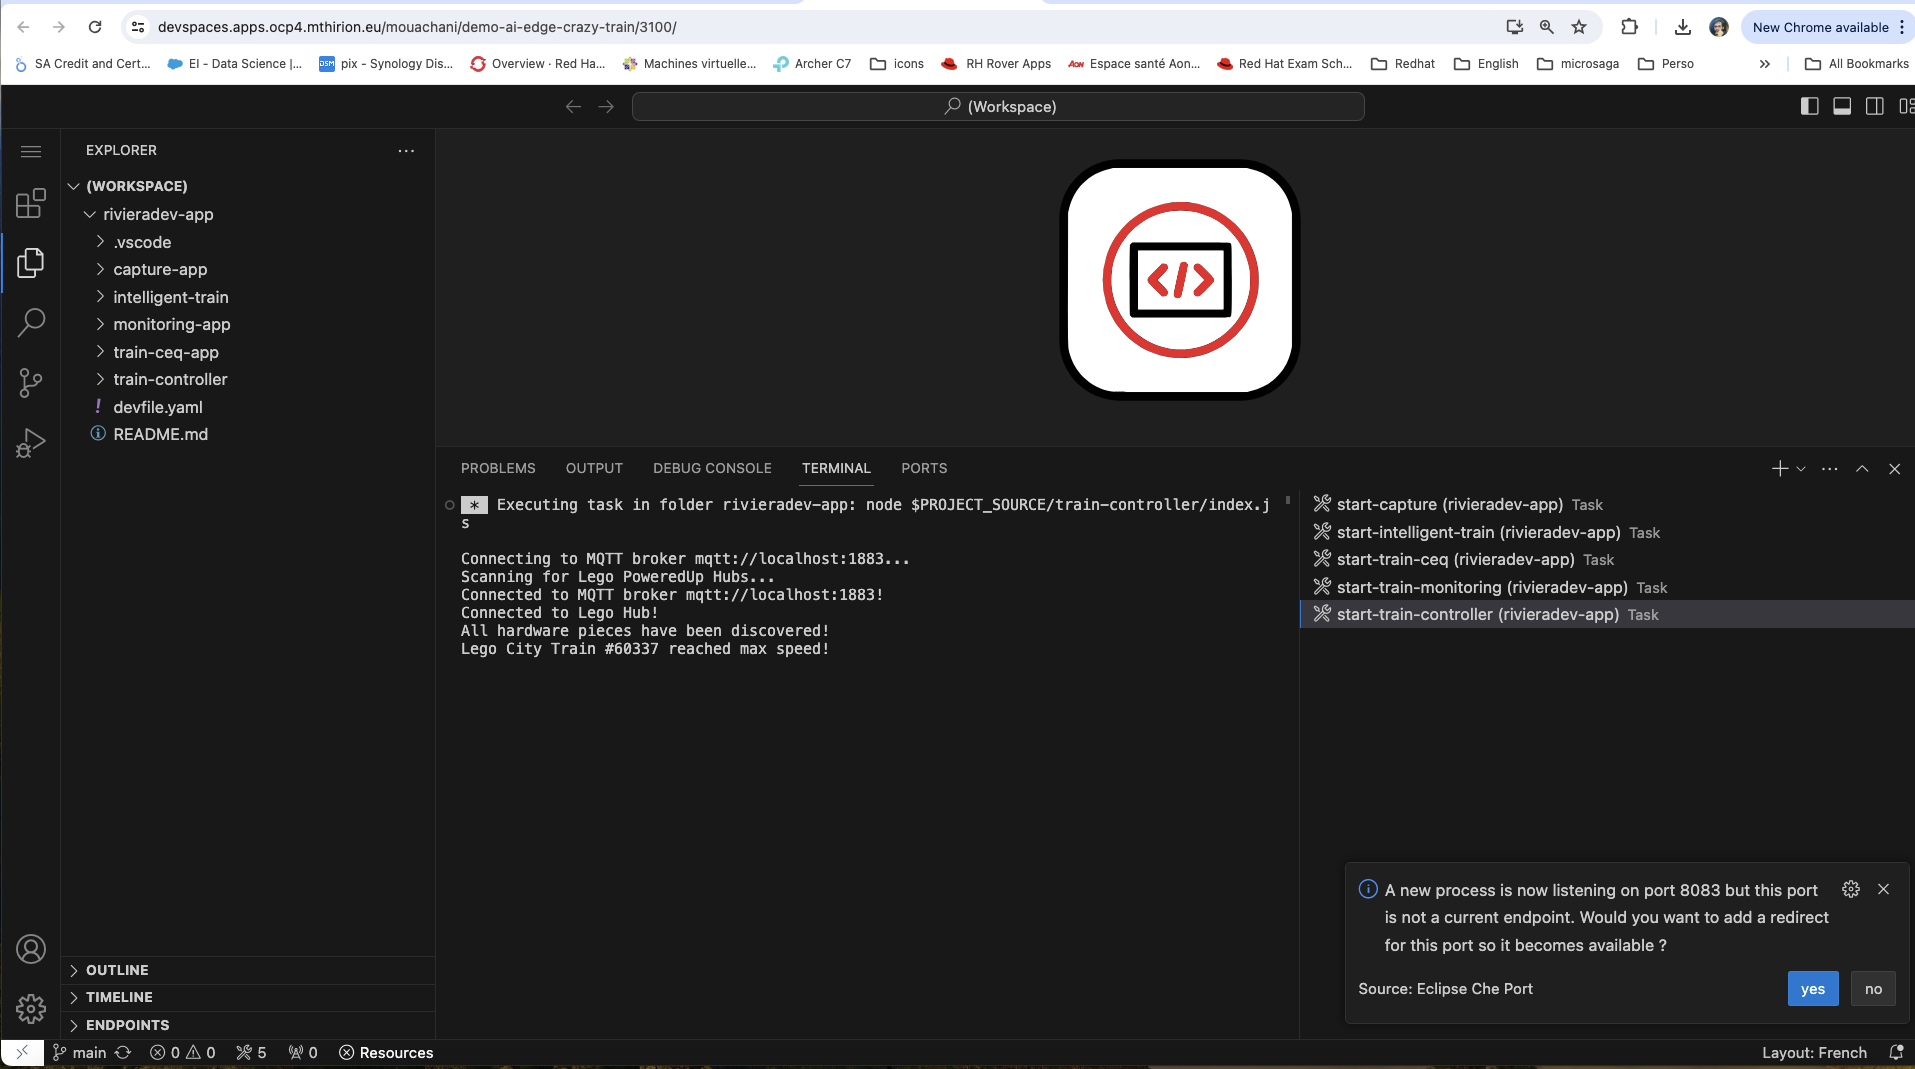 devspaces.apps.ocp4.mthirion.eu/mouachani/demo-ai-edge-crazy-train/3100/
New Chrome available
SA Credit and Cert...
EI - Data Science |...
DSM
pix - Synology Dis...
Overview · Red Ha...
Machines virtuelle...
Archer C7
icons
RH Rover Apps
AON
Espace santé Aon...
Red Hat Exam Sch...
Redhat
English
microsaga
Perso
All Bookmarks
(Workspace)
EXPLORER
(WORKSPACE)
rivieradev-app
.vscode
capture-app
intelligent-train
monitoring-app
train-ceq-app
train-controller
! devfile.yaml
README.md
OUTLINE
TIMELINE
ENDPOINTS
</>
PROBLEMS
OUTPUT
DEBUG CONSOLE
TERMINAL
PORTS
* Executing task in folder rivieradev-app: node $PROJECT_SOURCE/train-controller/index.j
s
Connecting to MQTT broker mqtt://localhost:1883...
Scanning for Lego PoweredUp Hubs...
Connected to MQTT broker mqtt://localhost:1883!
Connected to Lego Hub!
All hardware pieces have been discovered!
Lego City Train #60337 reached max speed!
start-capture (rivieradev-app) Task
start-intelligent-train (rivieradev-app) Task
start-train-ceq (rivieradev-app) Task
start-train-monitoring (rivieradev-app) Task
start-train-controller (rivieradev-app) Task
A new process is now listening on port 8083 but this port
is not a current endpoint. Would you want to add a redirect
for this port so it becomes available ?
Source: Eclipse Che Port
yes
no
main
0
0
5
0
Resources
Layout: French